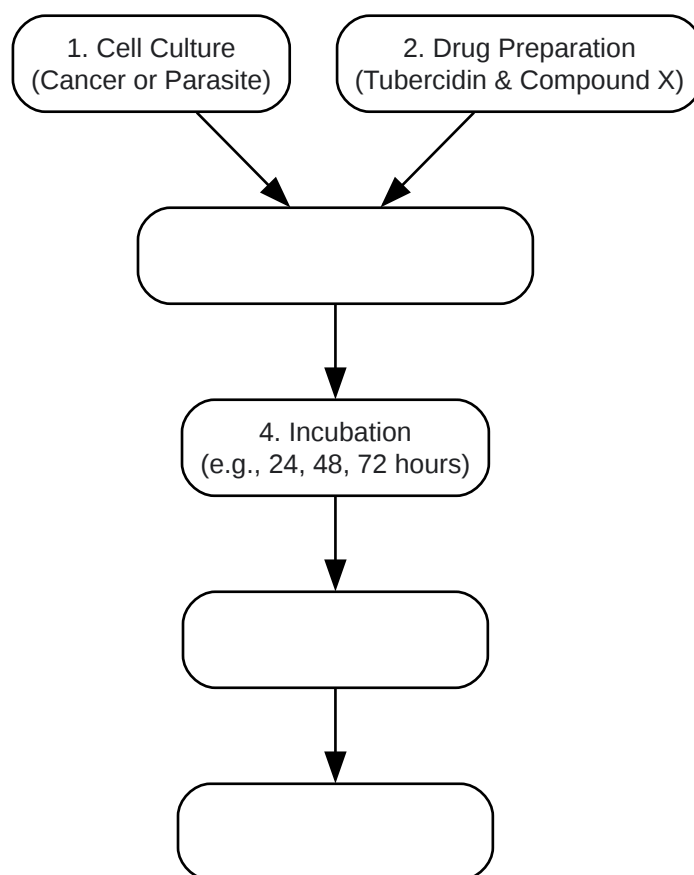 1. Cell Culture
(Cancer or Parasite)
2. Drug Preparation
(Tubercidin & Compound X)
4. Incubation
(e.g., 24, 48, 72 hours)